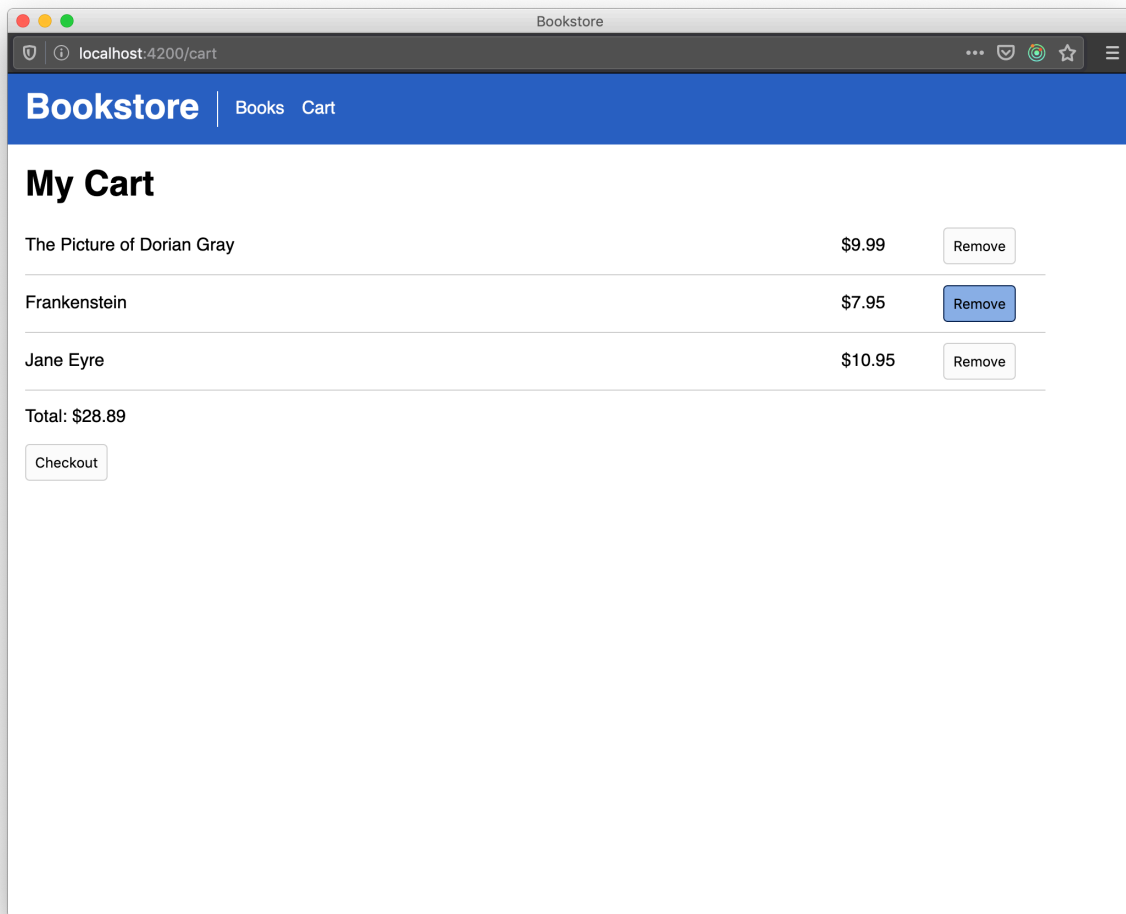 Bookstore
localhost:4200/cart
Bookstore Books Cart
My Cart
The Picture of Dorian Gray $9.99 Remove
Frankenstein $7.95 Remove
Jane Eyre $10.95 Remove
Total: $28.89
Checkout